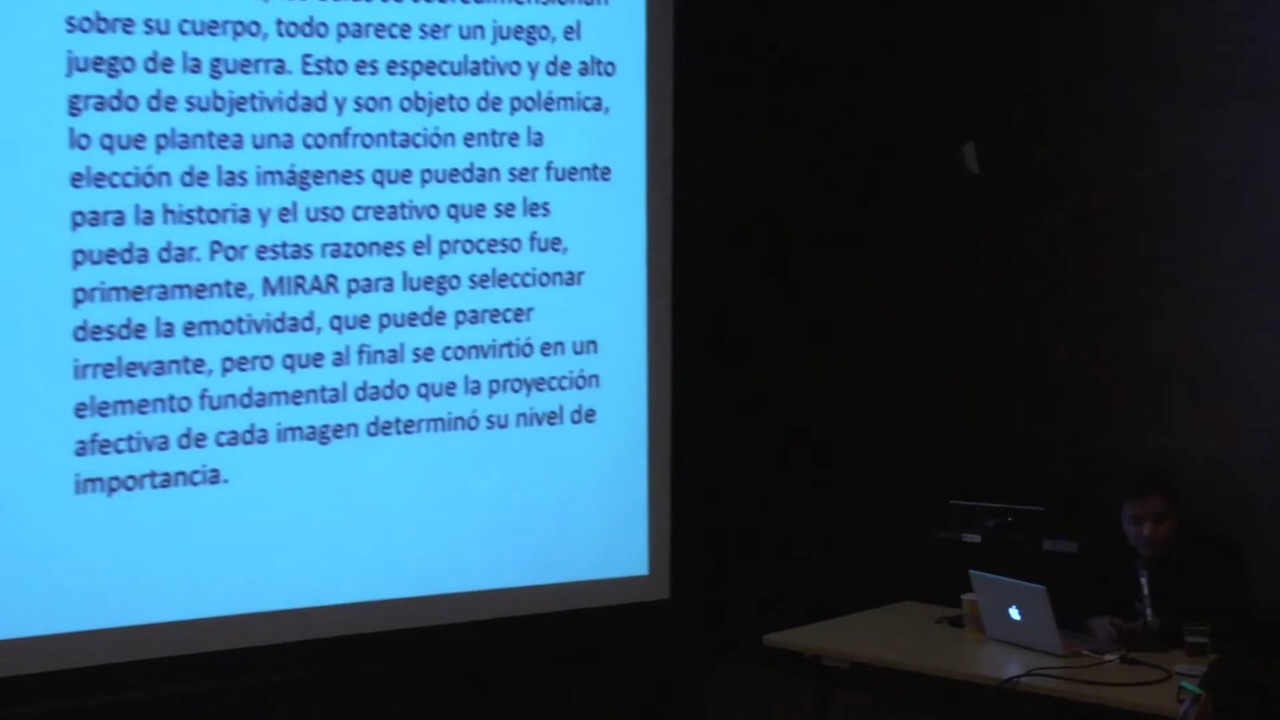 sobre su cuerpo, todo parece ser un juego, el
juego de la guerra. Esto es especulativo y de alto
grado de subjetividad y son objeto de polémica,
lo que plantea una confrontación entre la
elección de las imágenes que puedan ser fuente
para la historia y el uso creativo que se les
pueda dar. Por estas razones el proceso fue,
primeramente, MIRAR para luego seleccionar
desde la emotividad, que puede parecer
irrelevante, pero que al final se convirtió en un
elemento fundamental dado que la proyección
afectiva de cada imagen determinó su nivel de
importancia.